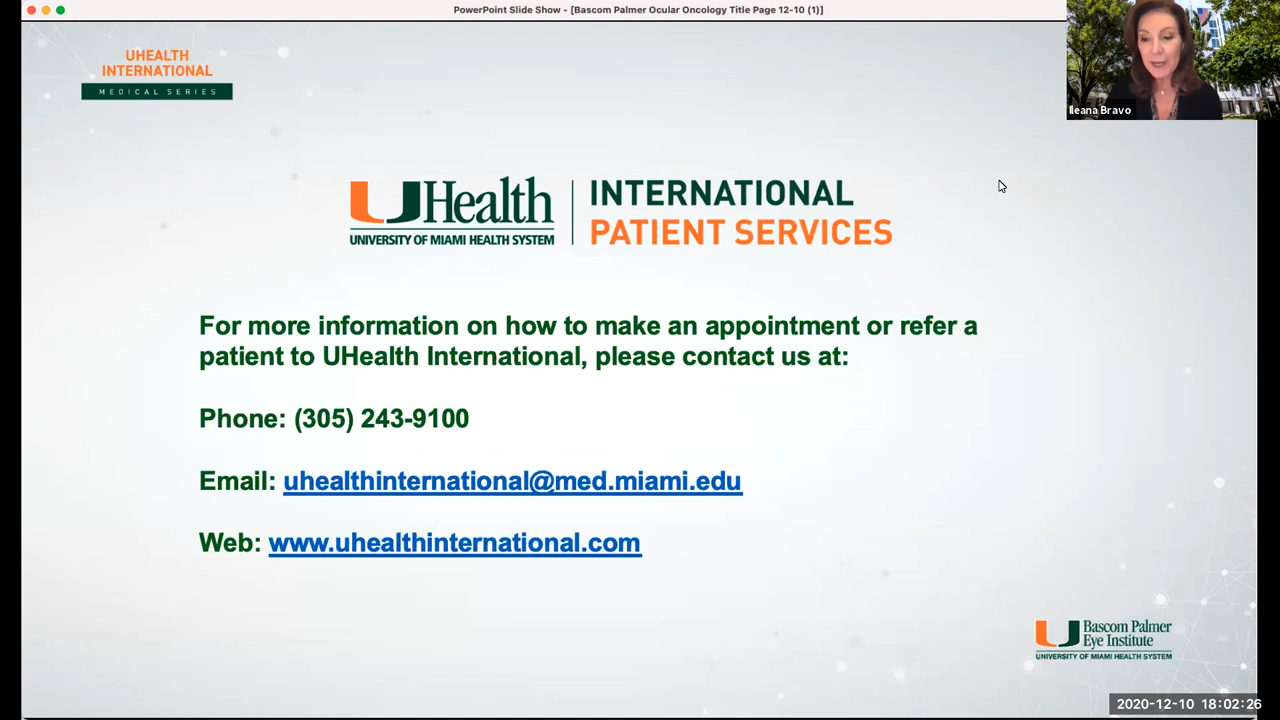 PowerPoint Slide Show - [Bascom Palmer Ocular Oncology Title Page 12-10 (1)]
UHEALTH
INTERNATIONAL
MEDICAL SERIES
Ileana Bravo
UHealth
UNIVERSITY OF MIAMI HEALTH SYSTEM
INTERNATIONAL
PATIENT SERVICES
For more information on how to make an appointment or refer a
patient to UHealth International, please contact us at:
Phone: (305) 243-9100
Email: uhealthinternational@med.miami.edu
Web: www.uhealthinternational.com
Bascom Palmer
Eye Institute
UNIVERSITY OF MIAMI HEALTH SYSTEM
2020-12-10 18:02:26